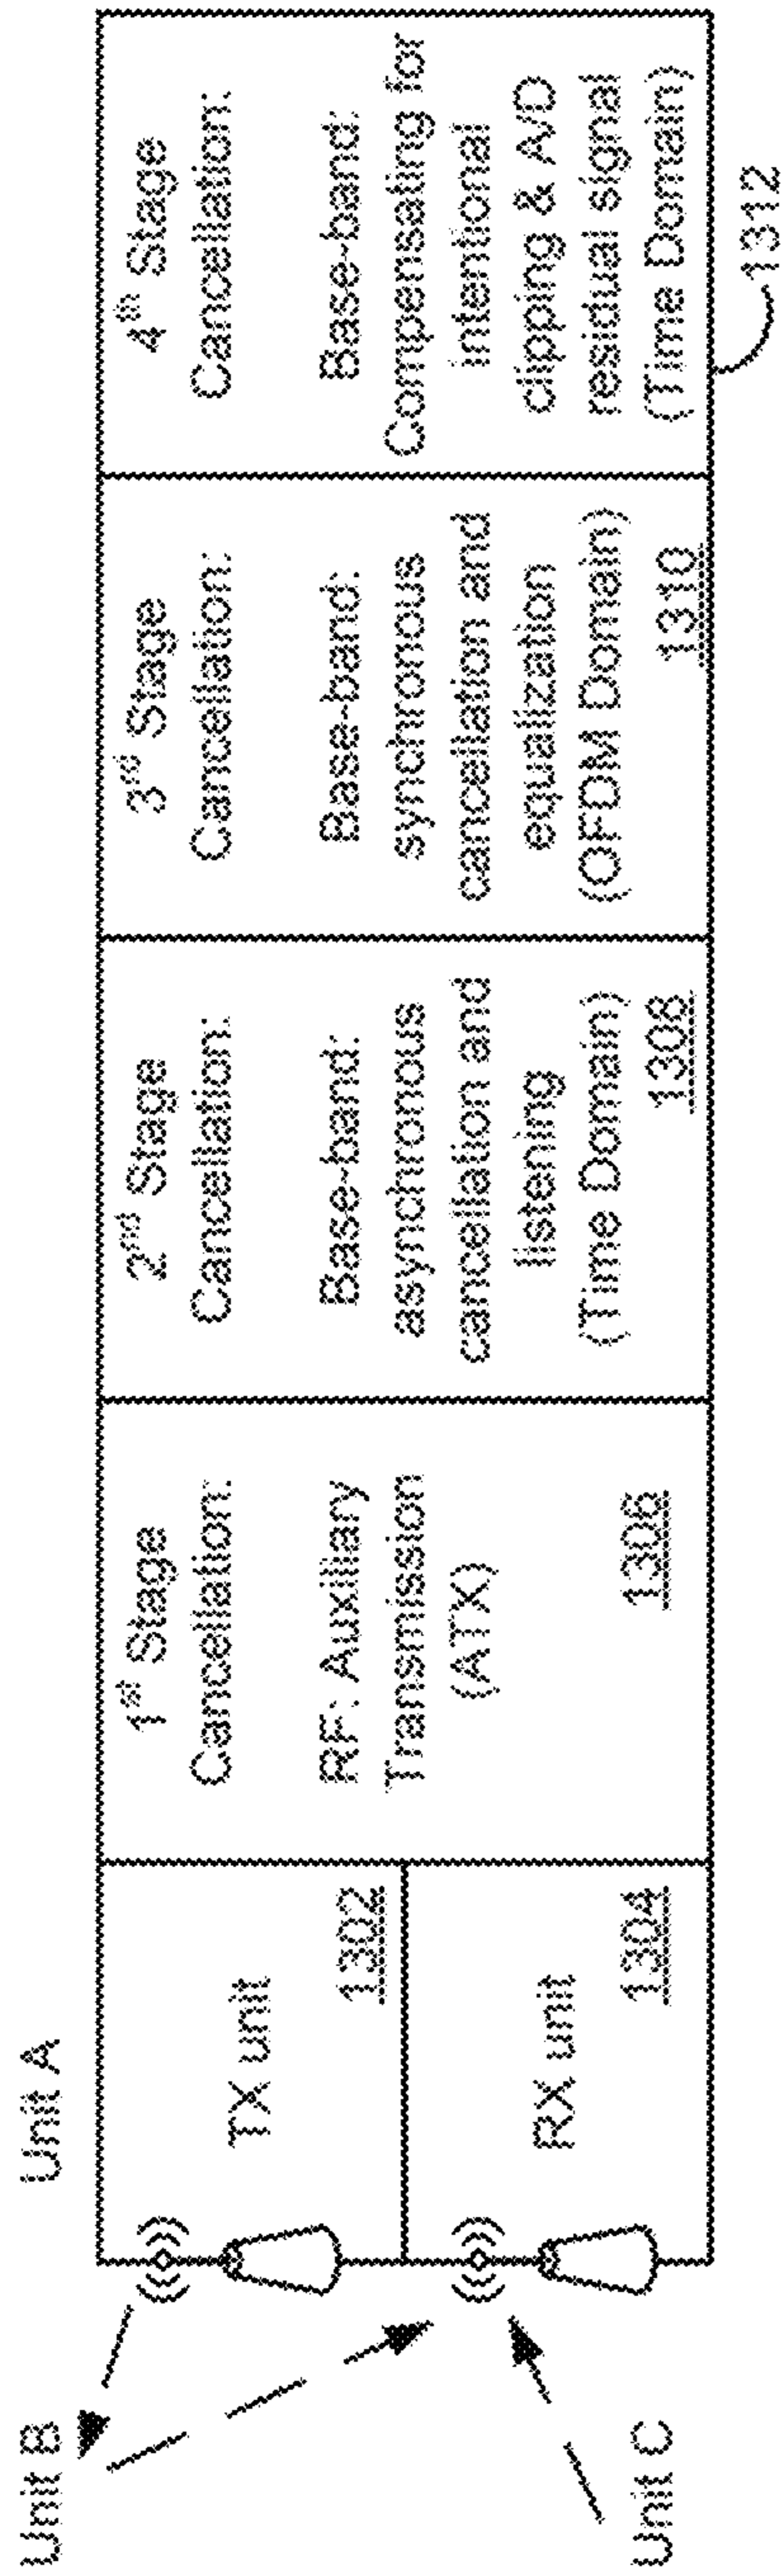 Unit B
Unit A
Unit C
TX unit
1302
RX unit
1304
1st Stage
Cancellation:
RF: Auxiliary
Transmission
(ATX)
1306
2nd Stage
Cancellation:
Base-band:
asynchronous
cancellation and
listening
(Time Domain)
1308
3rd Stage
Cancellation:
Base-band:
synchronous
cancellation and
equalization
(OFDM Domain)
1310
4th Stage
Cancellation:
Base-band:
Compensating for
intentional
clipping & A/D
residual signal
(Time Domain)
1312